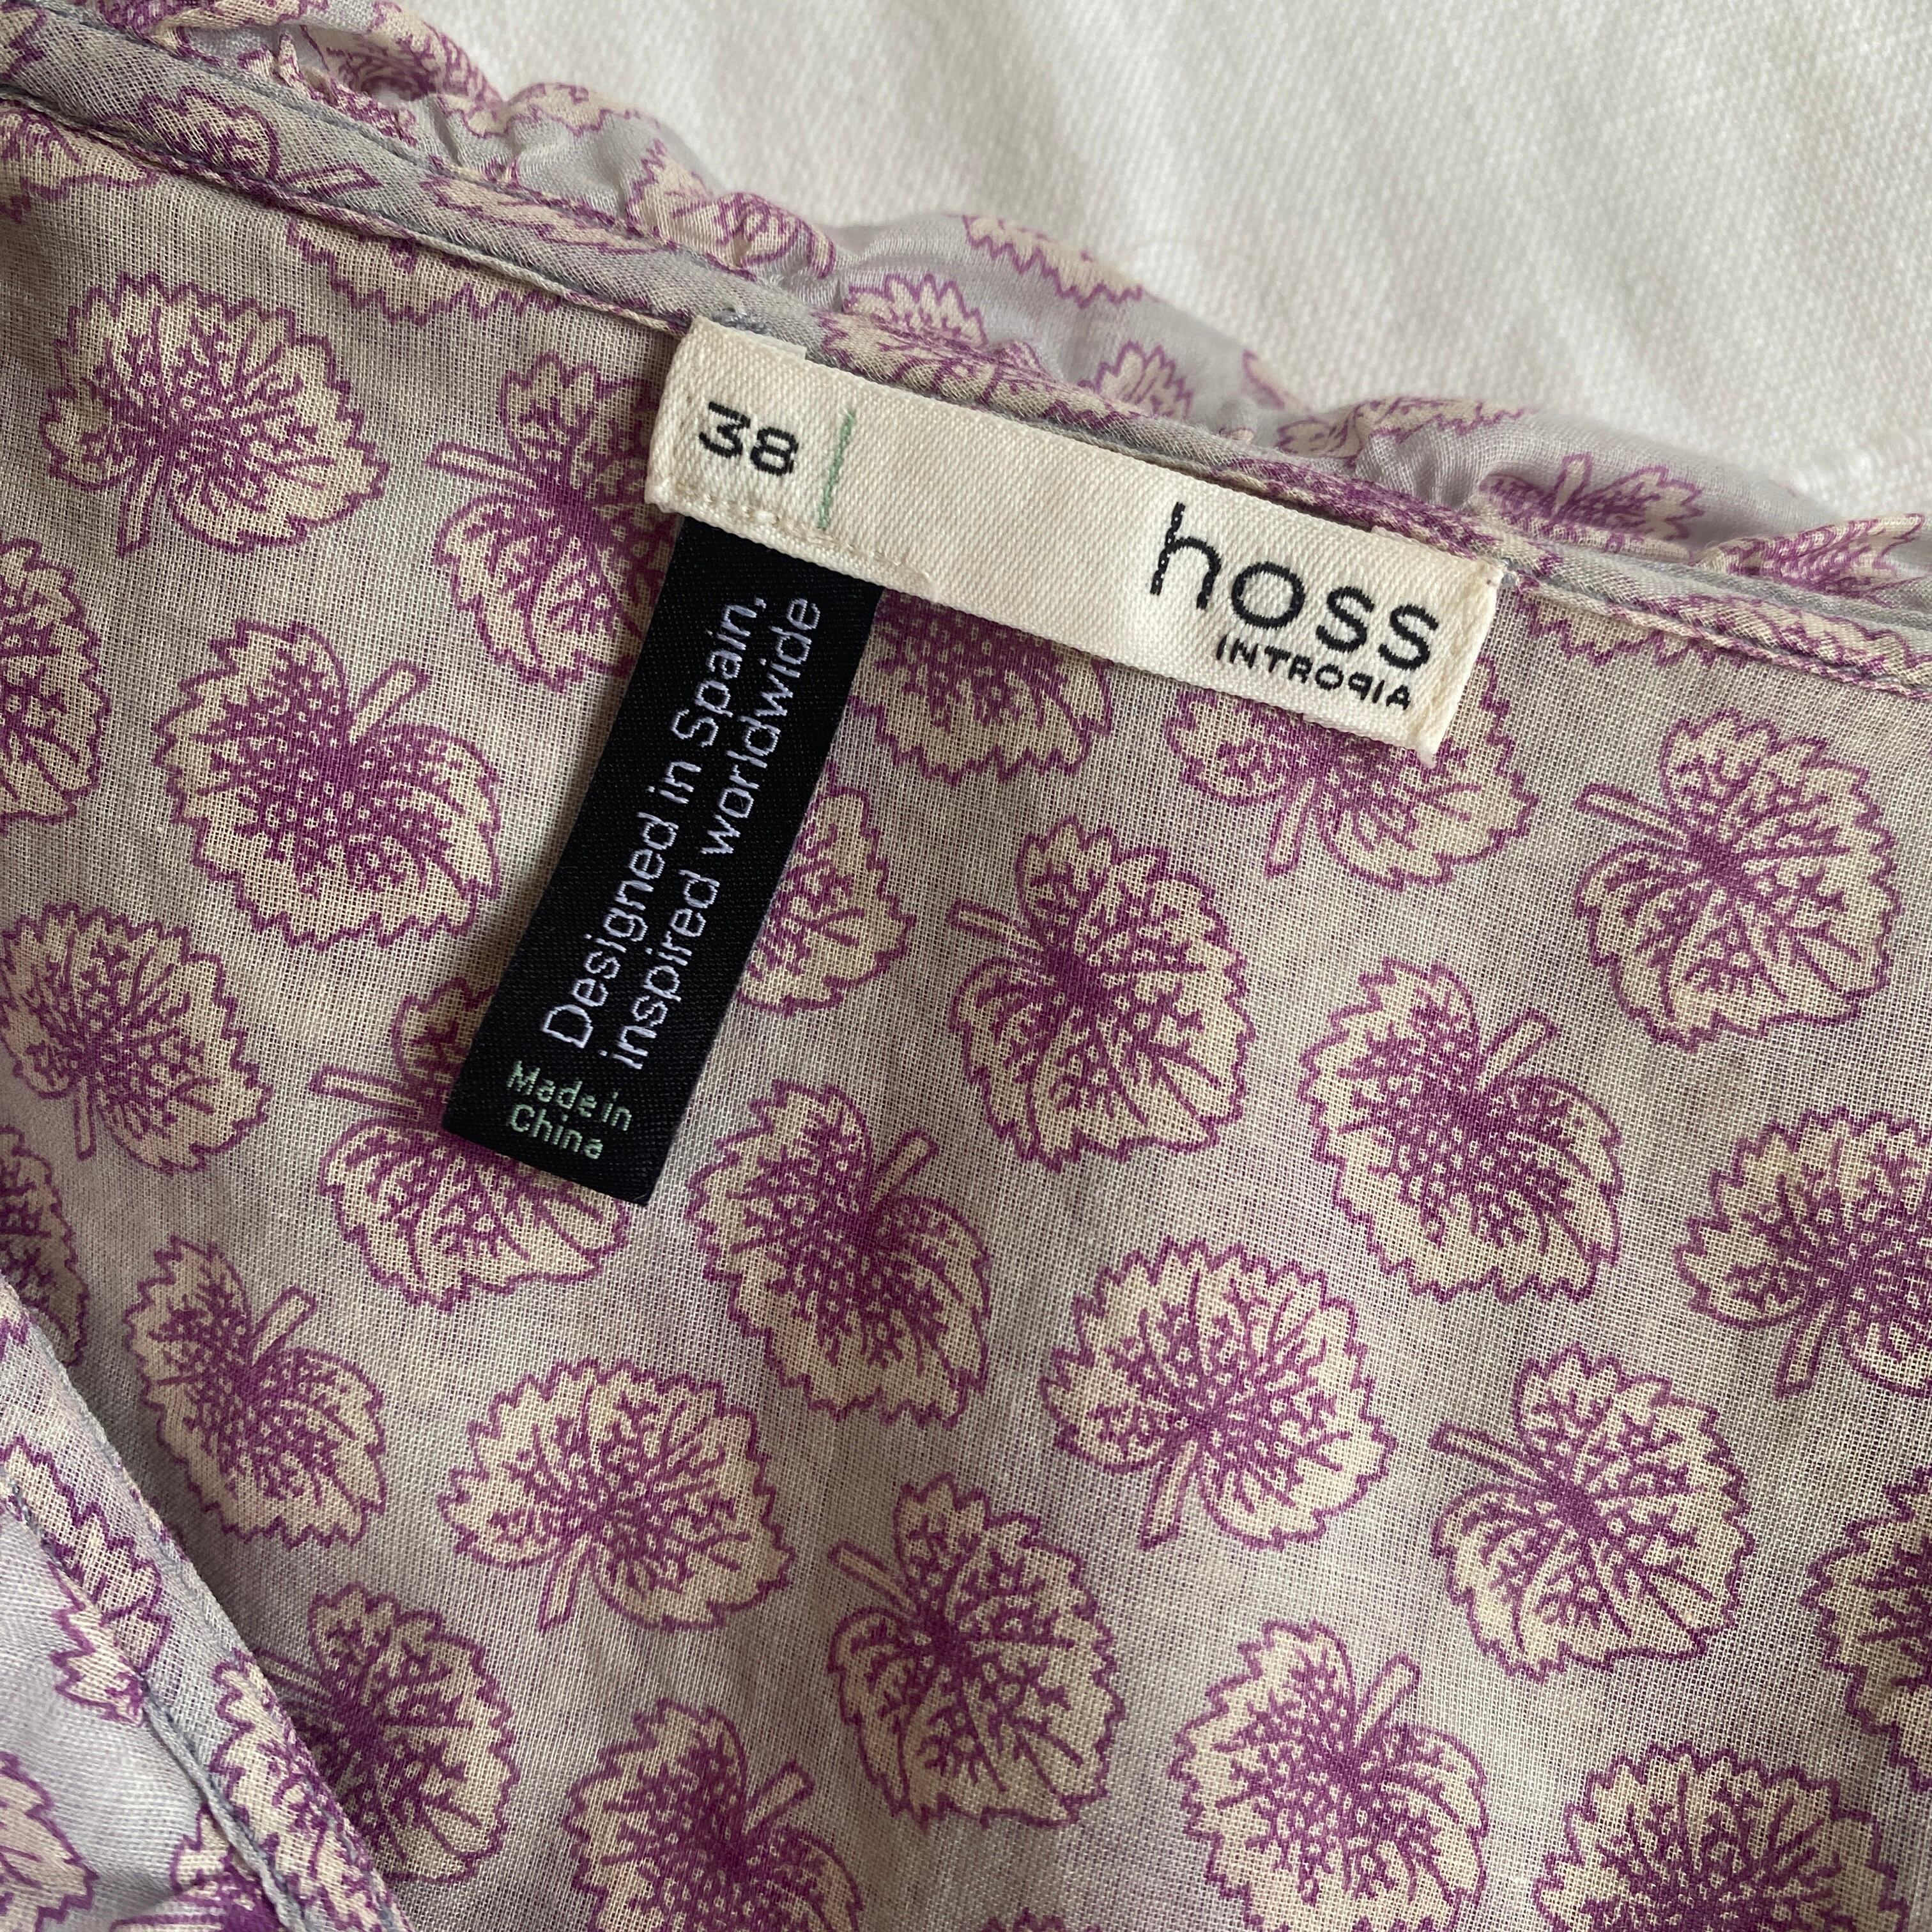 38
hoss
INTROPIA
Designed in Spain,
inspired worldwide
Made in
China